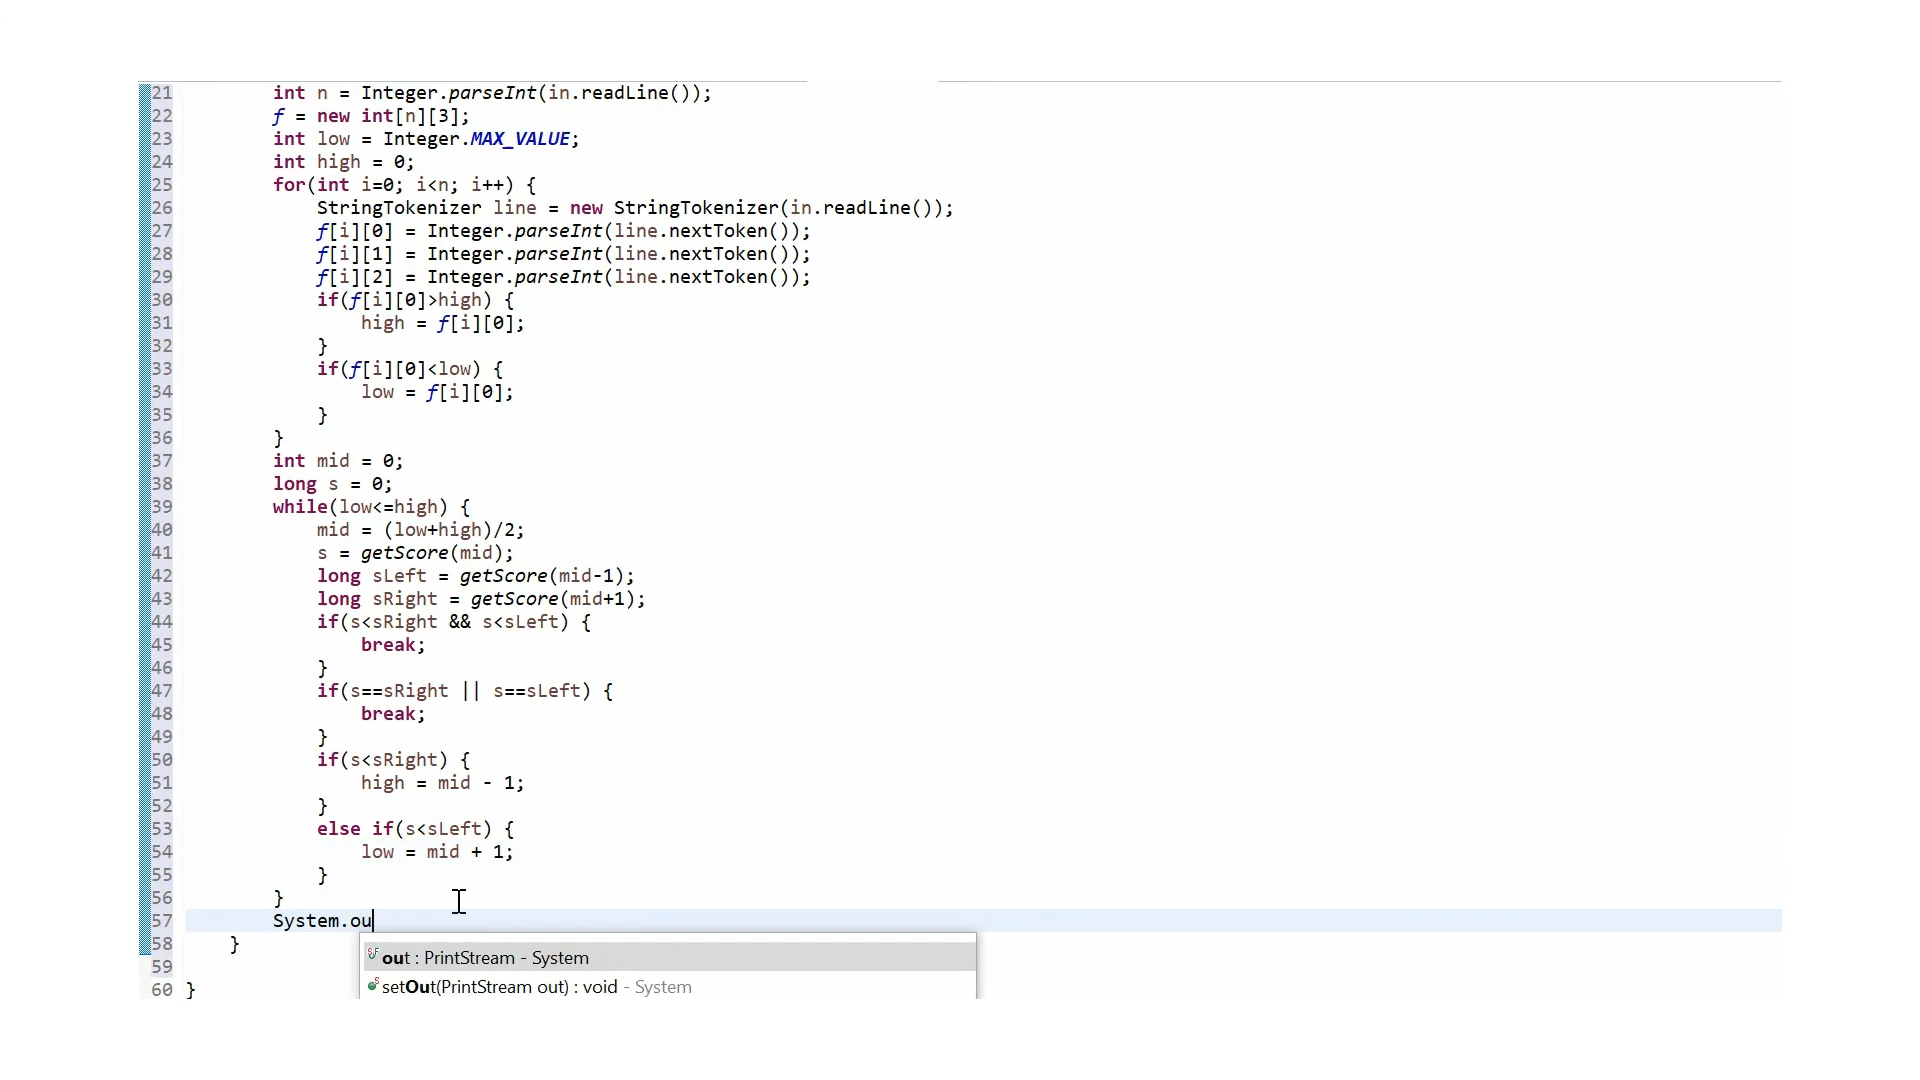 21 int n = Integer.parseInt(in.readLine());
22 f = new int[n][3];
23 int low = Integer.MAX_VALUE;
24 int high = 0;
25 for(int i=0; i<n; i++) {
26 StringTokenizer line = new StringTokenizer(in.readLine());
27 f[i][0] = Integer.parseInt(line.nextToken());
28 f[i][1] = Integer.parseInt(line.nextToken());
29 f[i][2] = Integer.parseInt(line.nextToken());
30 if(f[i][0]>high) {
31 high = f[i][0];
32 }
33 if(f[i][0]<low) {
34 low = f[i][0];
35 }
36 }
37 int mid = 0;
38 long s = 0;
39 while(low<=high) {
40 mid = (low+high)/2;
41 s = getScore(mid);
42 long sLeft = getScore(mid-1);
43 long sRight = getScore(mid+1);
44 if(s<sRight && s<sLeft) {
45 break;
46 }
47 if(s==sRight || s==sLeft) {
48 break;
49 }
50 if(s<sRight) {
51 high = mid - 1;
52 }
53 else if(s<sLeft) {
54 low = mid + 1;
55 }
56 }
57 System.ou
58 }
out : PrintStream - System
59
setOut(PrintStream out) : void - System
60 }